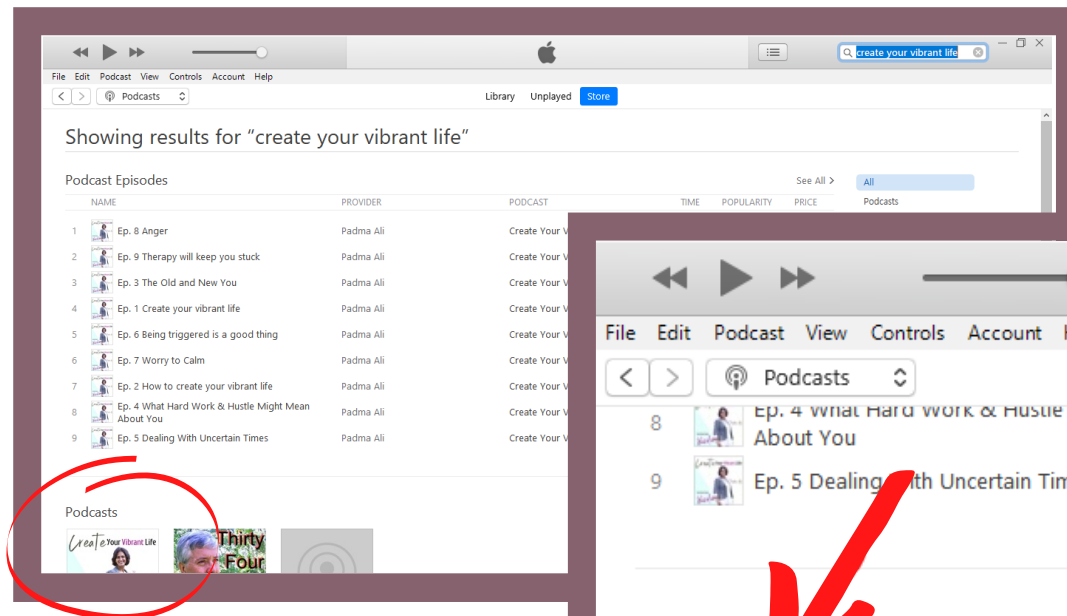 create your vibrant life
File Edit Podcast View Controls Account Help
Podcasts
Library Unplayed Store
Showing results for “create your vibrant life”
Podcast Episodes See All >
All
Podcasts
NAME PROVIDER PODCAST TIME POPULARITY PRICE
1 Ep. 8 Anger Padma Ali Create Your V
2 Ep. 9 Therapy will keep you stuck Padma Ali Create Your V
3 Ep. 3 The Old and New You Padma Ali Create Your V
4 Ep. 1 Create your vibrant life Padma Ali Create Your V
5 Ep. 6 Being triggered is a good thing Padma Ali Create Your V
6 Ep. 7 Worry to Calm Padma Ali Create Your V
7 Ep. 2 How to create your vibrant life Padma Ali Create Your V
8 Ep. 4 What Hard Work & Hustle Might Mean About You Padma Ali Create Your V
9 Ep. 5 Dealing With Uncertain Times Padma Ali Create Your V
Podcasts
Create Your Vibrant Life
Thirty
Four
File Edit Podcast View Controls Account
Podcasts
8 Ep. 4 What Hard Work & Hustle
About You
9 Ep. 5 Dealing With Uncertain Tim